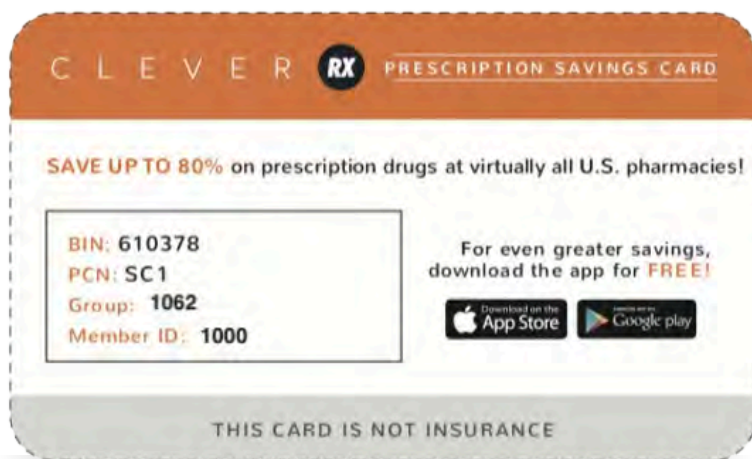 CLEVER RX PRESCRIPTION SAVINGS CARD
SAVE UP TO 80% on prescription drugs at virtually all U.S. pharmacies!
BIN: 610378
PCN: SC1
Group: 1062
Member ID: 1000
For even greater savings,
download the app for FREE!
Download on the
App Store
Google play
THIS CARD IS NOT INSURANCE